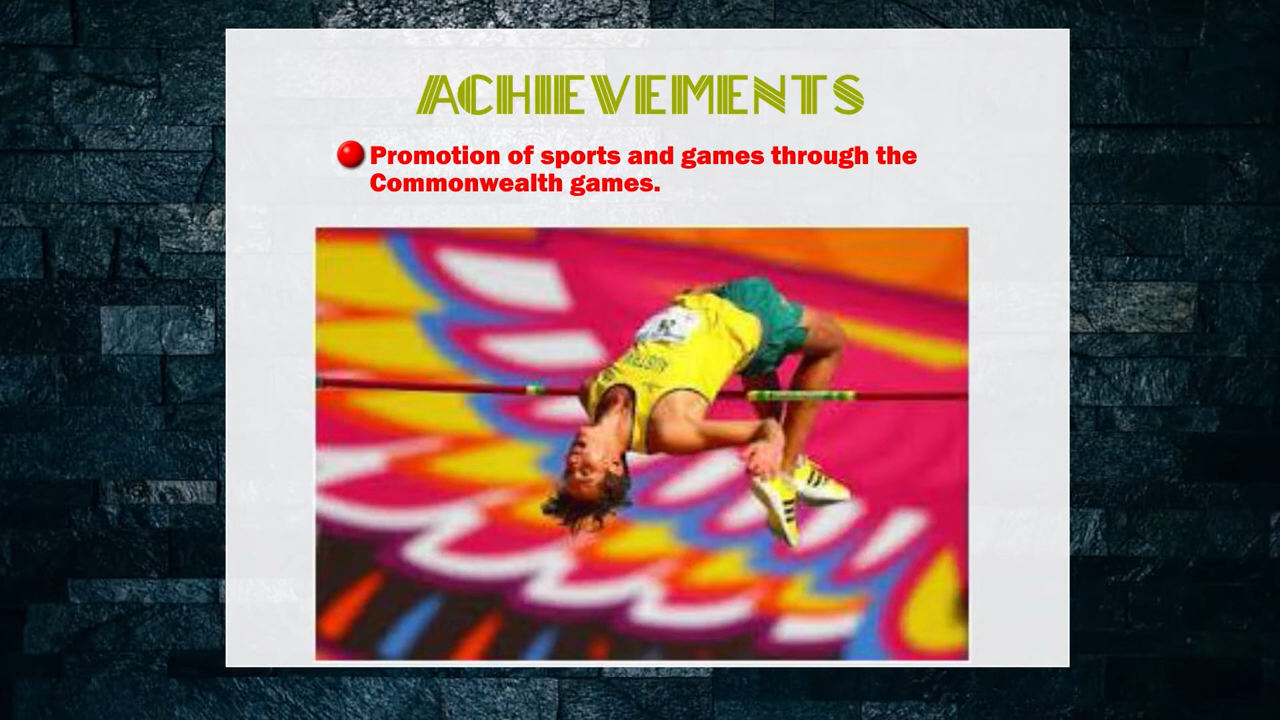 ACHIEVEMENTS
Promotion of sports and games through the
Commonwealth games.